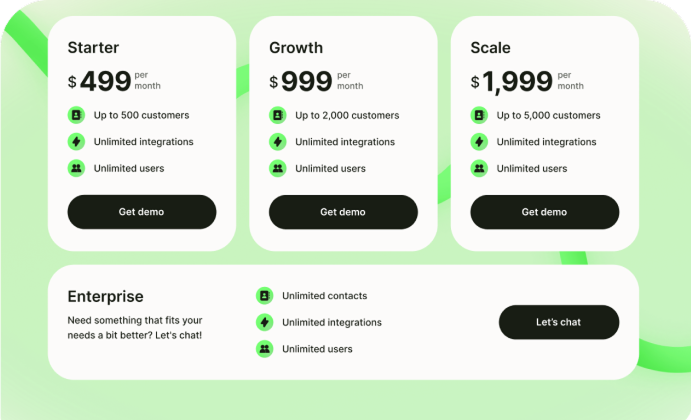 Starter
$499 per month
Up to 500 customers
Unlimited integrations
Unlimited users
Get demo
Growth
$999 per month
Up to 2,000 customers
Unlimited integrations
Unlimited users
Get demo
Scale
$1,999 per month
Up to 5,000 customers
Unlimited integrations
Unlimited users
Get demo
Enterprise
Need something that fits your
needs a bit better? Let's chat!
Unlimited contacts
Unlimited integrations
Unlimited users
Let's chat